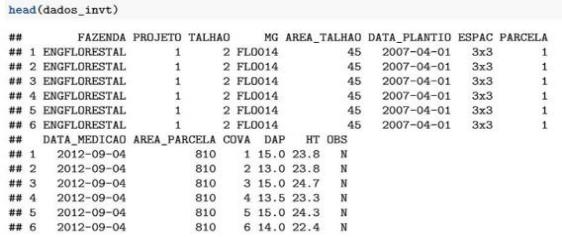 head(dados_invt)
## FAZENDA PROJETO TALHAO MG AREA_TALHAO DATA_PLANTIO ESPAC PARCELA
## 1 ENGFLORESTAL 1 2 FLO014 45 2007-04-01 3x3 1
## 2 ENGFLORESTAL 1 2 FLO014 45 2007-04-01 3x3 1
## 3 ENGFLORESTAL 1 2 FLO014 45 2007-04-01 3x3 1
## 4 ENGFLORESTAL 1 2 FLO014 45 2007-04-01 3x3 1
## 5 ENGFLORESTAL 1 2 FLO014 45 2007-04-01 3x3 1
## 6 ENGFLORESTAL 1 2 FLO014 45 2007-04-01 3x3 1
## DATA_MEDICAO AREA_PARCELA COVA DAP HT OBS
## 1 2012-09-04 810 1 15.0 23.8 N
## 2 2012-09-04 810 2 13.0 23.8 N
## 3 2012-09-04 810 3 15.0 24.7 N
## 4 2012-09-04 810 4 13.5 23.3 N
## 5 2012-09-04 810 5 15.0 24.3 N
## 6 2012-09-04 810 6 14.0 22.4 N